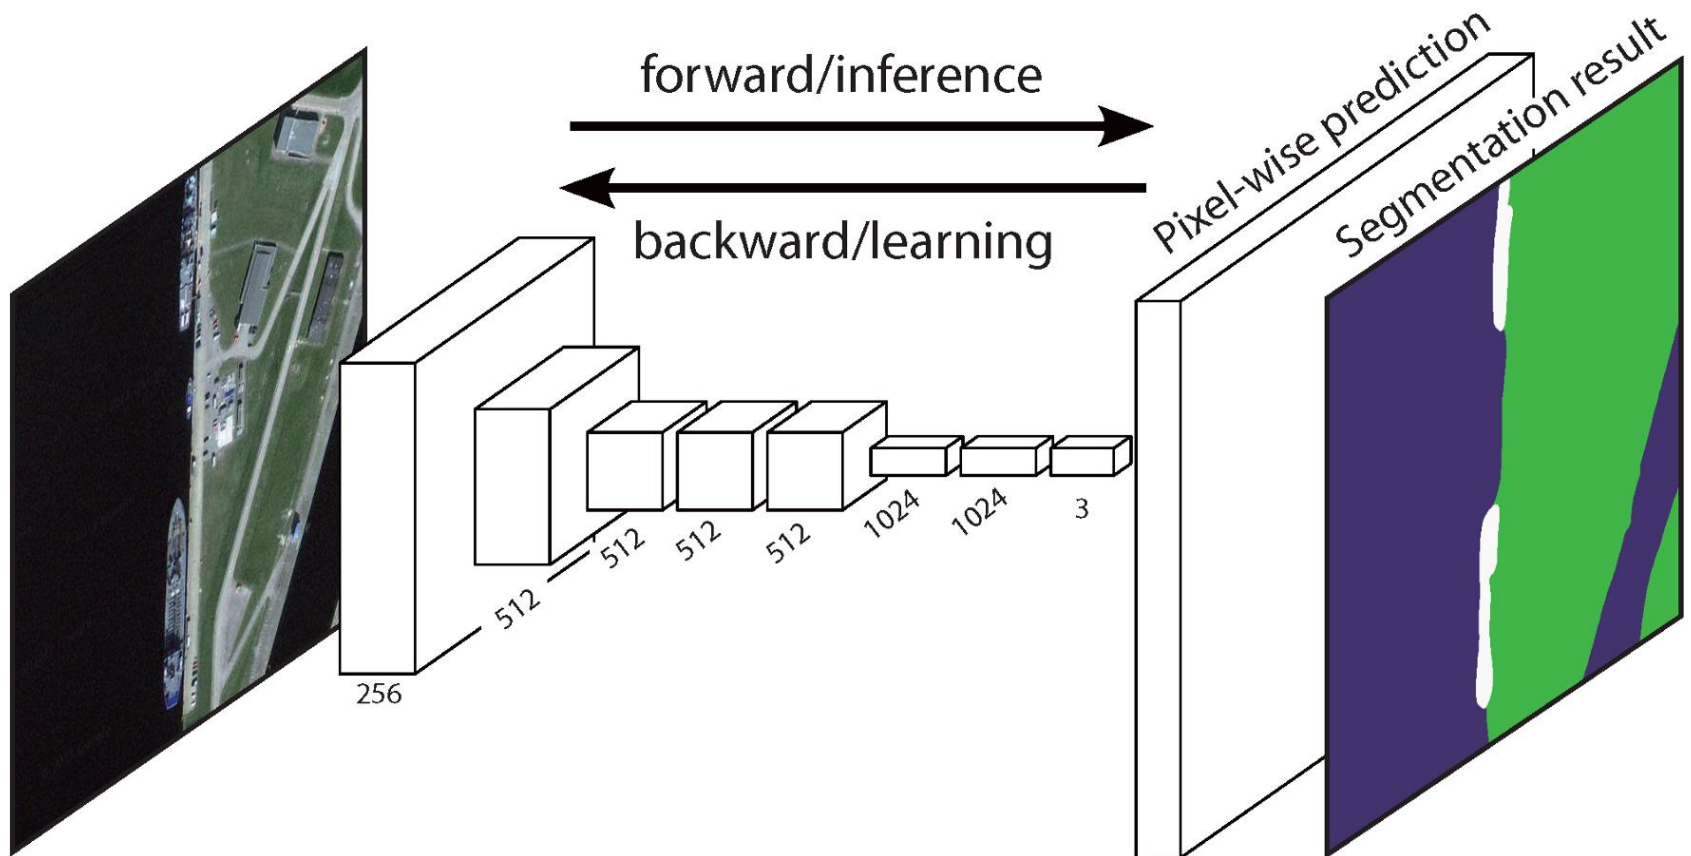 forward/inference
backward/learning
Pixel-wise prediction
Segmentation result
256
512
512
512
512
1024
1024
3